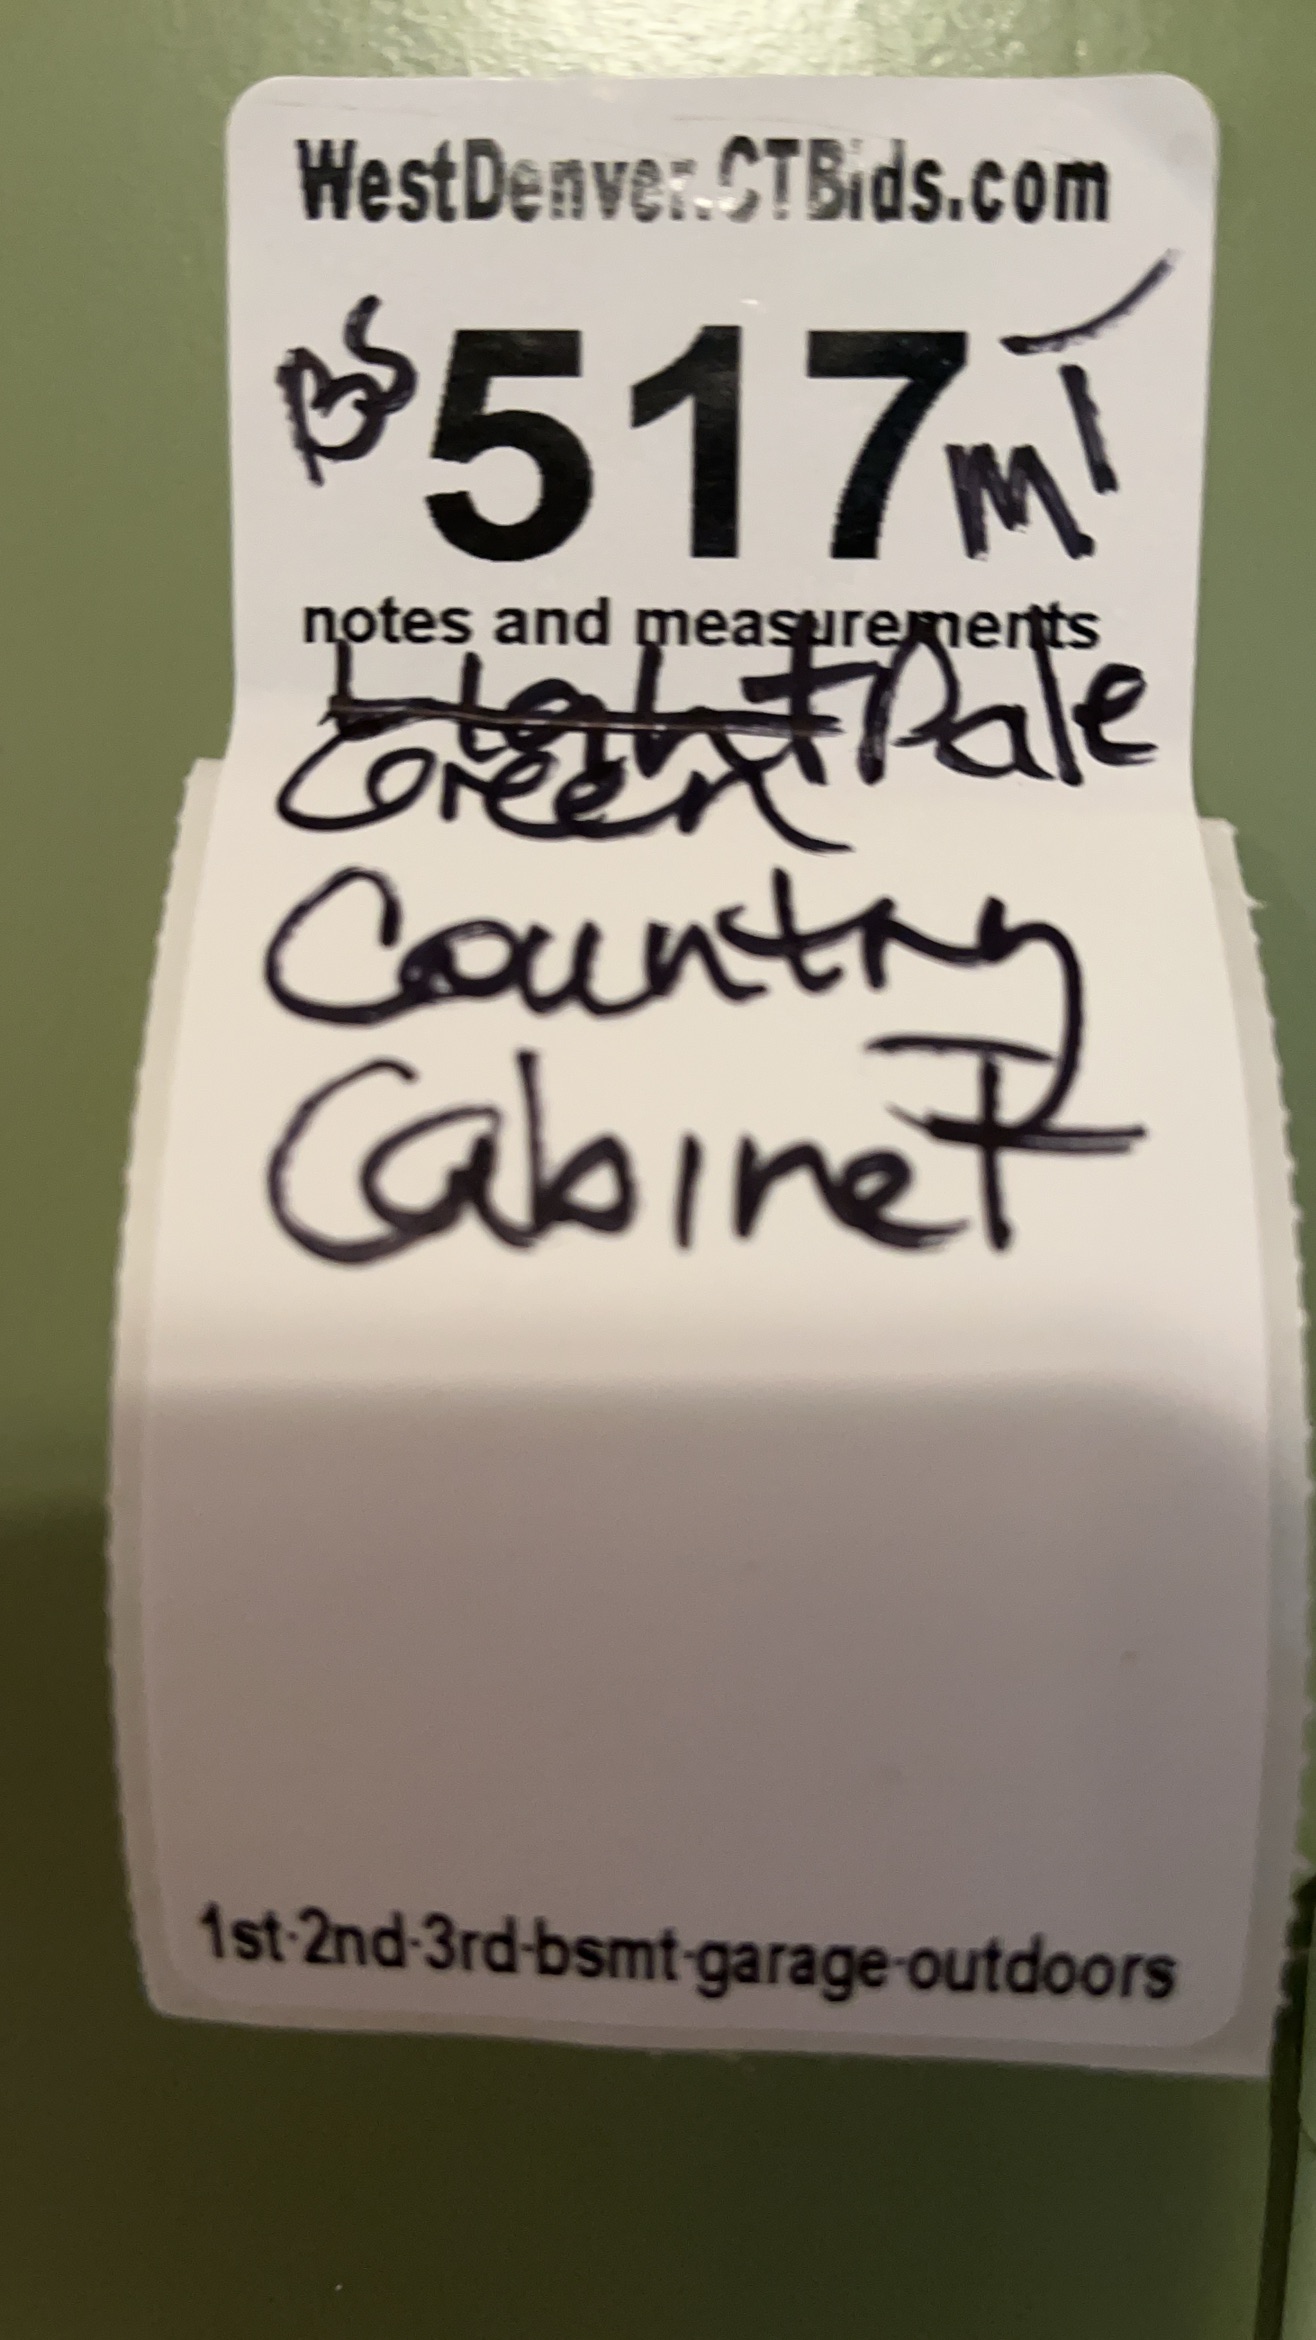 WestDenver.CTBids.com
BS 517 M1
notes and measurements
Light Pale
Green
Country
Cabinet
1st-2nd-3rd-bsmt-garage-outdoors